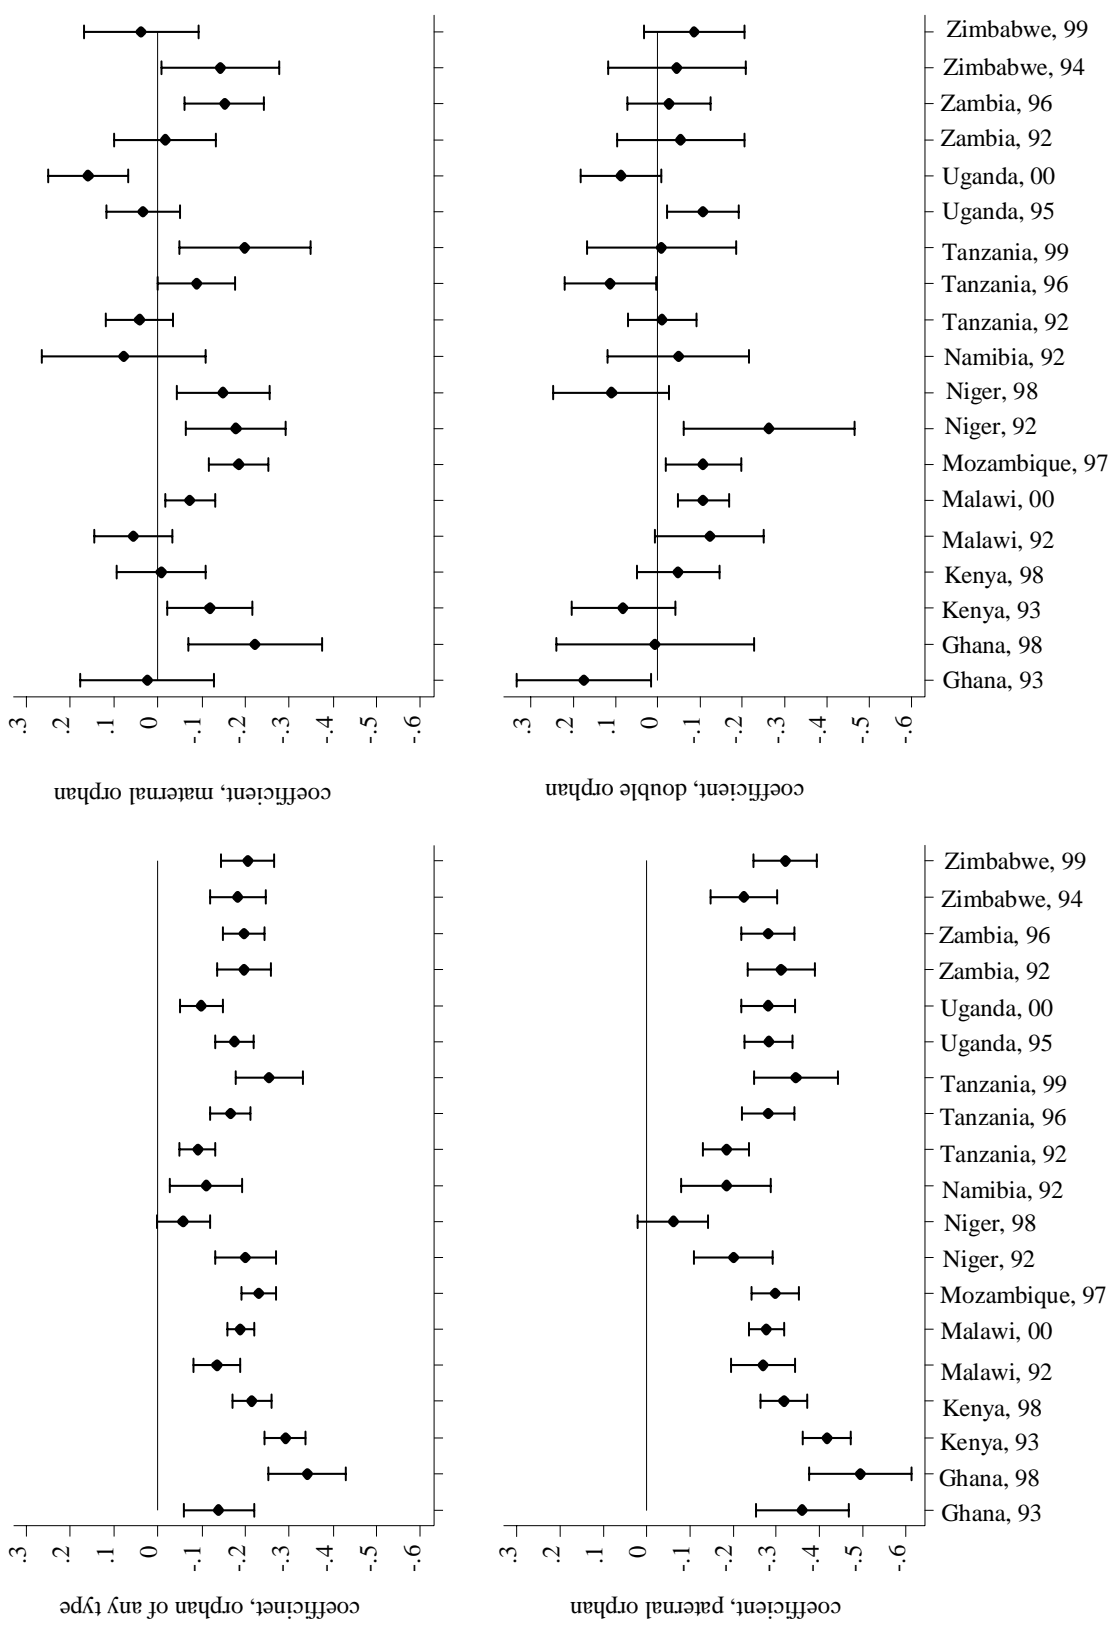 .3
.2
.1
0
-.1
-.2
-.3
-.4
-.5
-.6
coefficient, maternal orphan
Zimbabwe, 99
Zimbabwe, 94
Zambia, 96
Zambia, 92
Uganda, 00
Uganda, 95
Tanzania, 99
Tanzania, 96
Tanzania, 92
Namibia, 92
Niger, 98
Niger, 92
Mozambique, 97
Malawi, 00
Malawi, 92
Kenya, 98
Kenya, 93
Ghana, 98
Ghana, 93
.3
.2
.1
0
-.1
-.2
-.3
-.4
-.5
-.6
coefficient, double orphan
.3
.2
.1
0
-.1
-.2
-.3
-.4
-.5
-.6
coefficinet, orphan of any type
Zimbabwe, 99
Zimbabwe, 94
Zambia, 96
Zambia, 92
Uganda, 00
Uganda, 95
Tanzania, 99
Tanzania, 96
Tanzania, 92
Namibia, 92
Niger, 98
Niger, 92
Mozambique, 97
Malawi, 00
Malawi, 92
Kenya, 98
Kenya, 93
Ghana, 98
Ghana, 93
.3
.2
.1
0
-.1
-.2
-.3
-.4
-.5
-.6
coefficient, paternal orphan